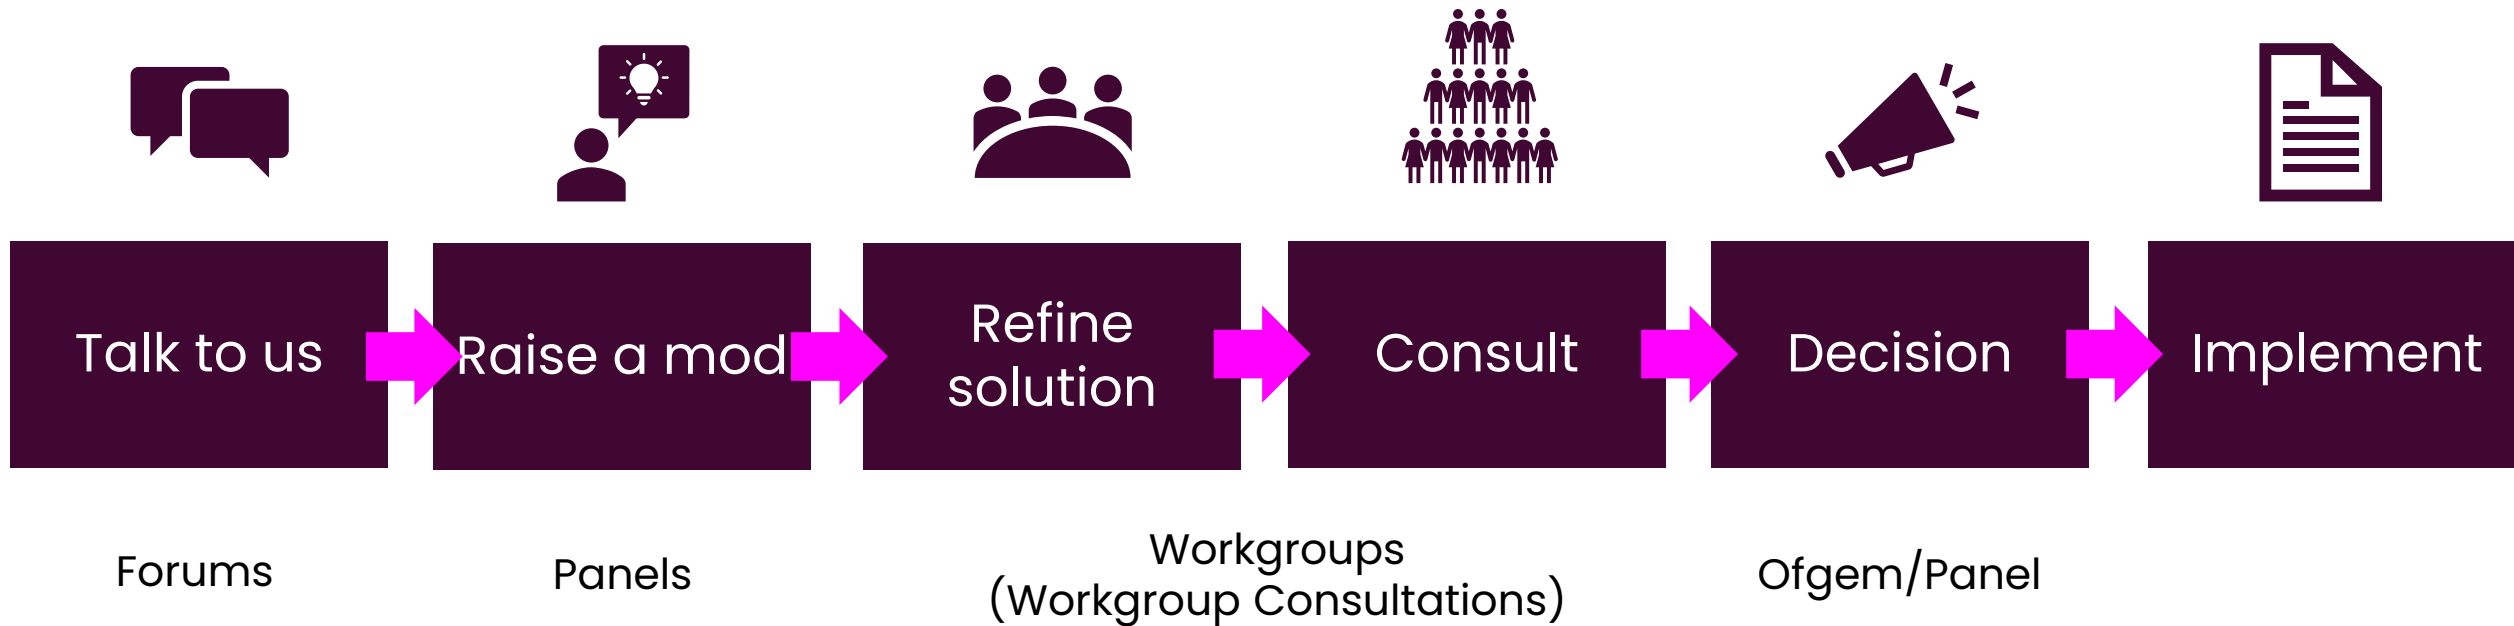 Talk to us
Raise a mod
Refine
solution
Consult
Decision
Implement
Forums
Panels
Workgroups
(Workgroup Consultations)
Ofgem/Panel